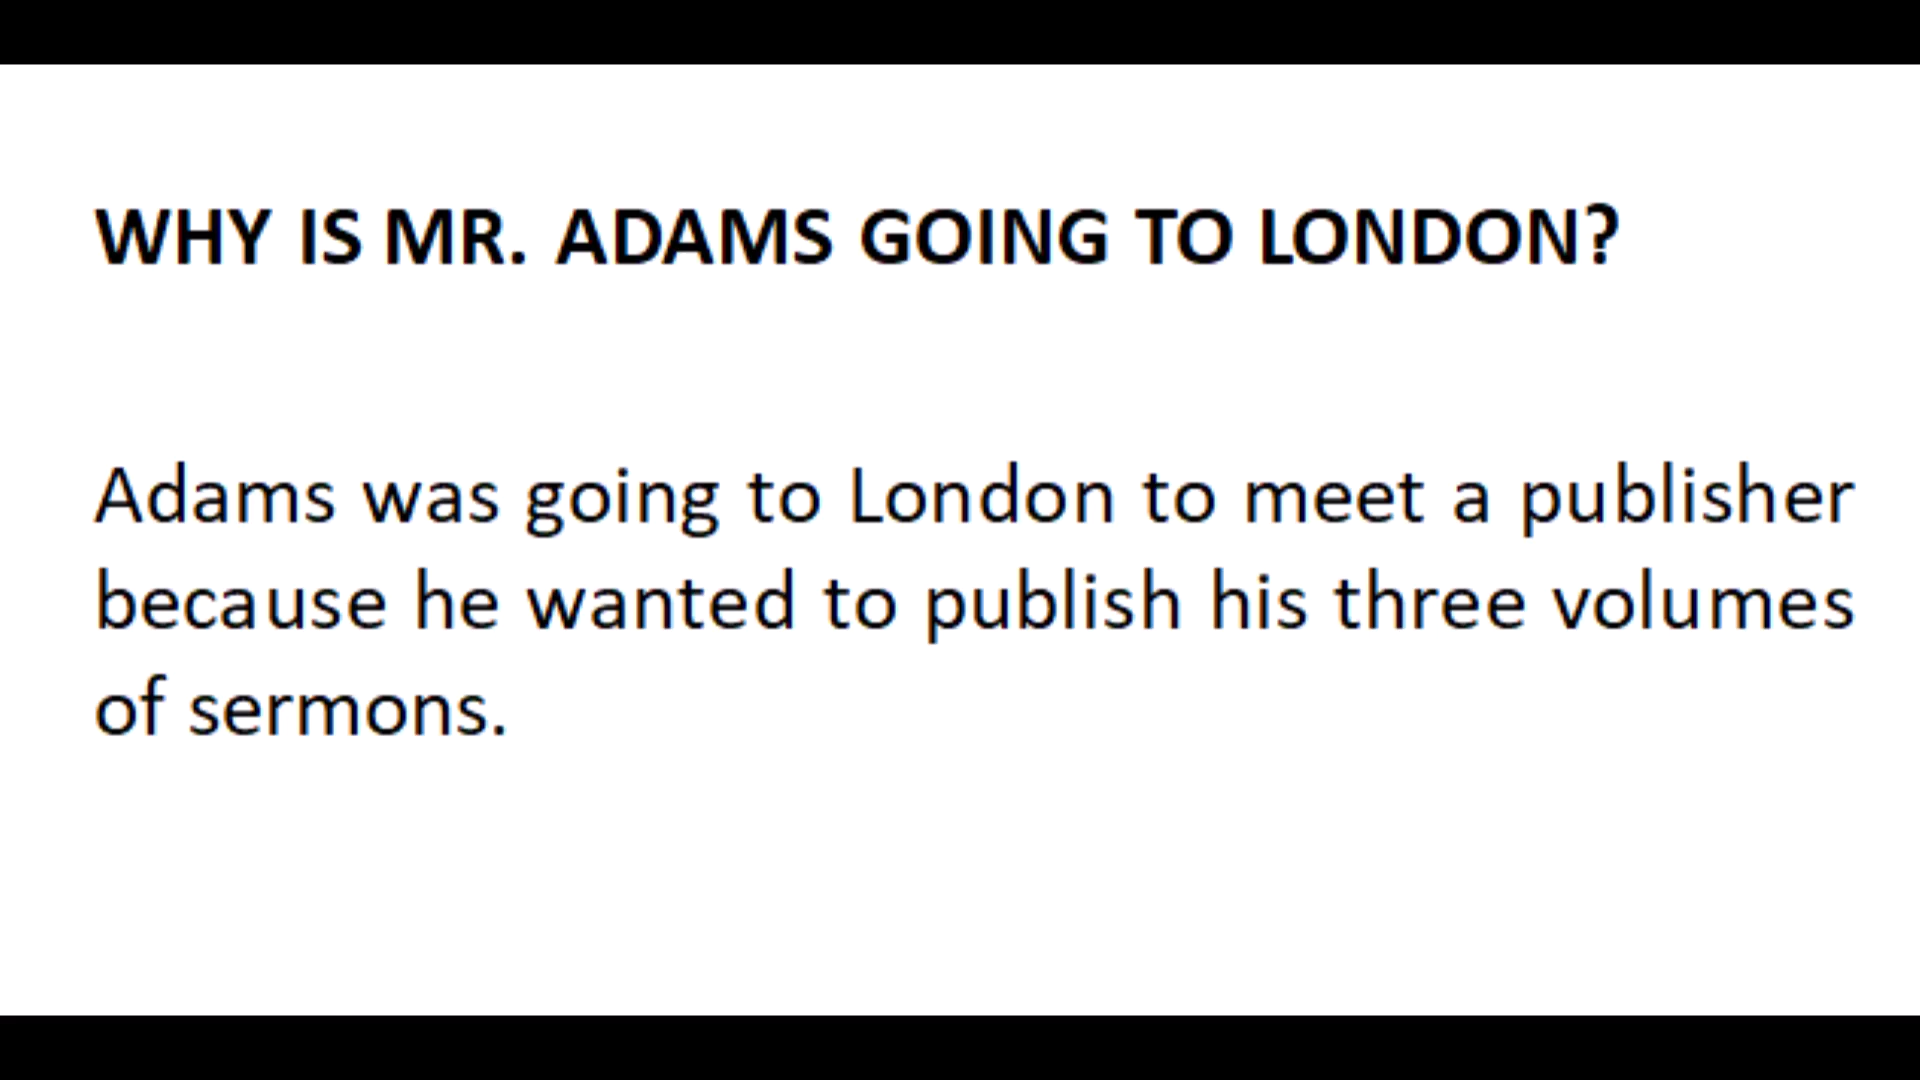 WHY IS MR. ADAMS GOING TO LONDON?
Adams was going to London to meet a publisher
because he wanted to publish his three volumes
of sermons.